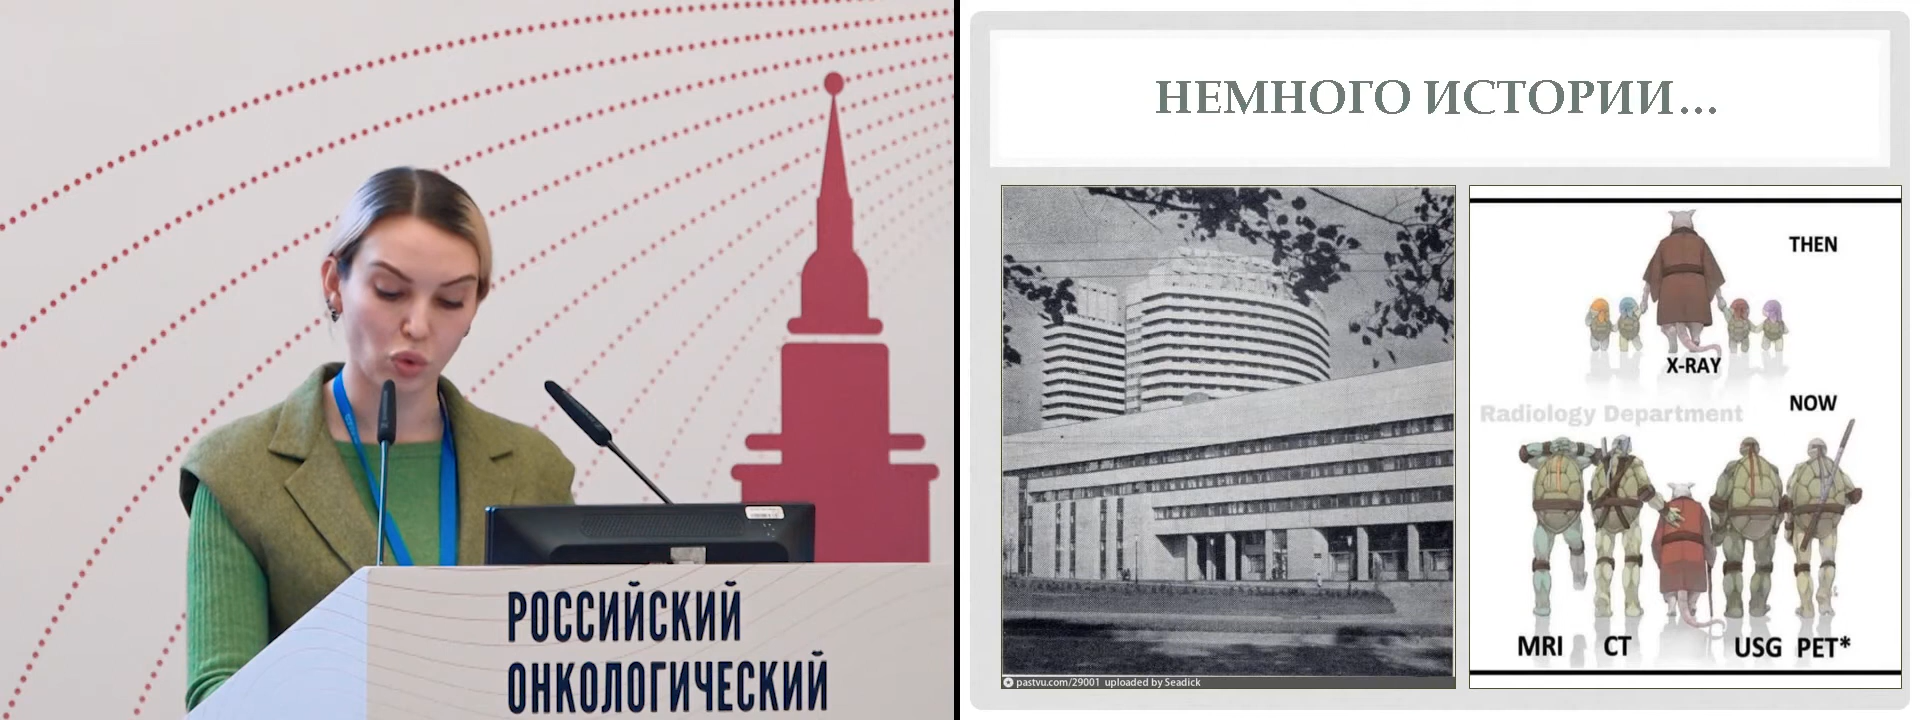 РОССИЙСКИЙ
ОНКОЛОГИЧЕСКИЙ
НЕМНОГО ИСТОРИИ...
pastvu.com/29001 uploaded by Seadick
THEN
X-RAY
NOW
Radiology Department
MRI CT USG PET*